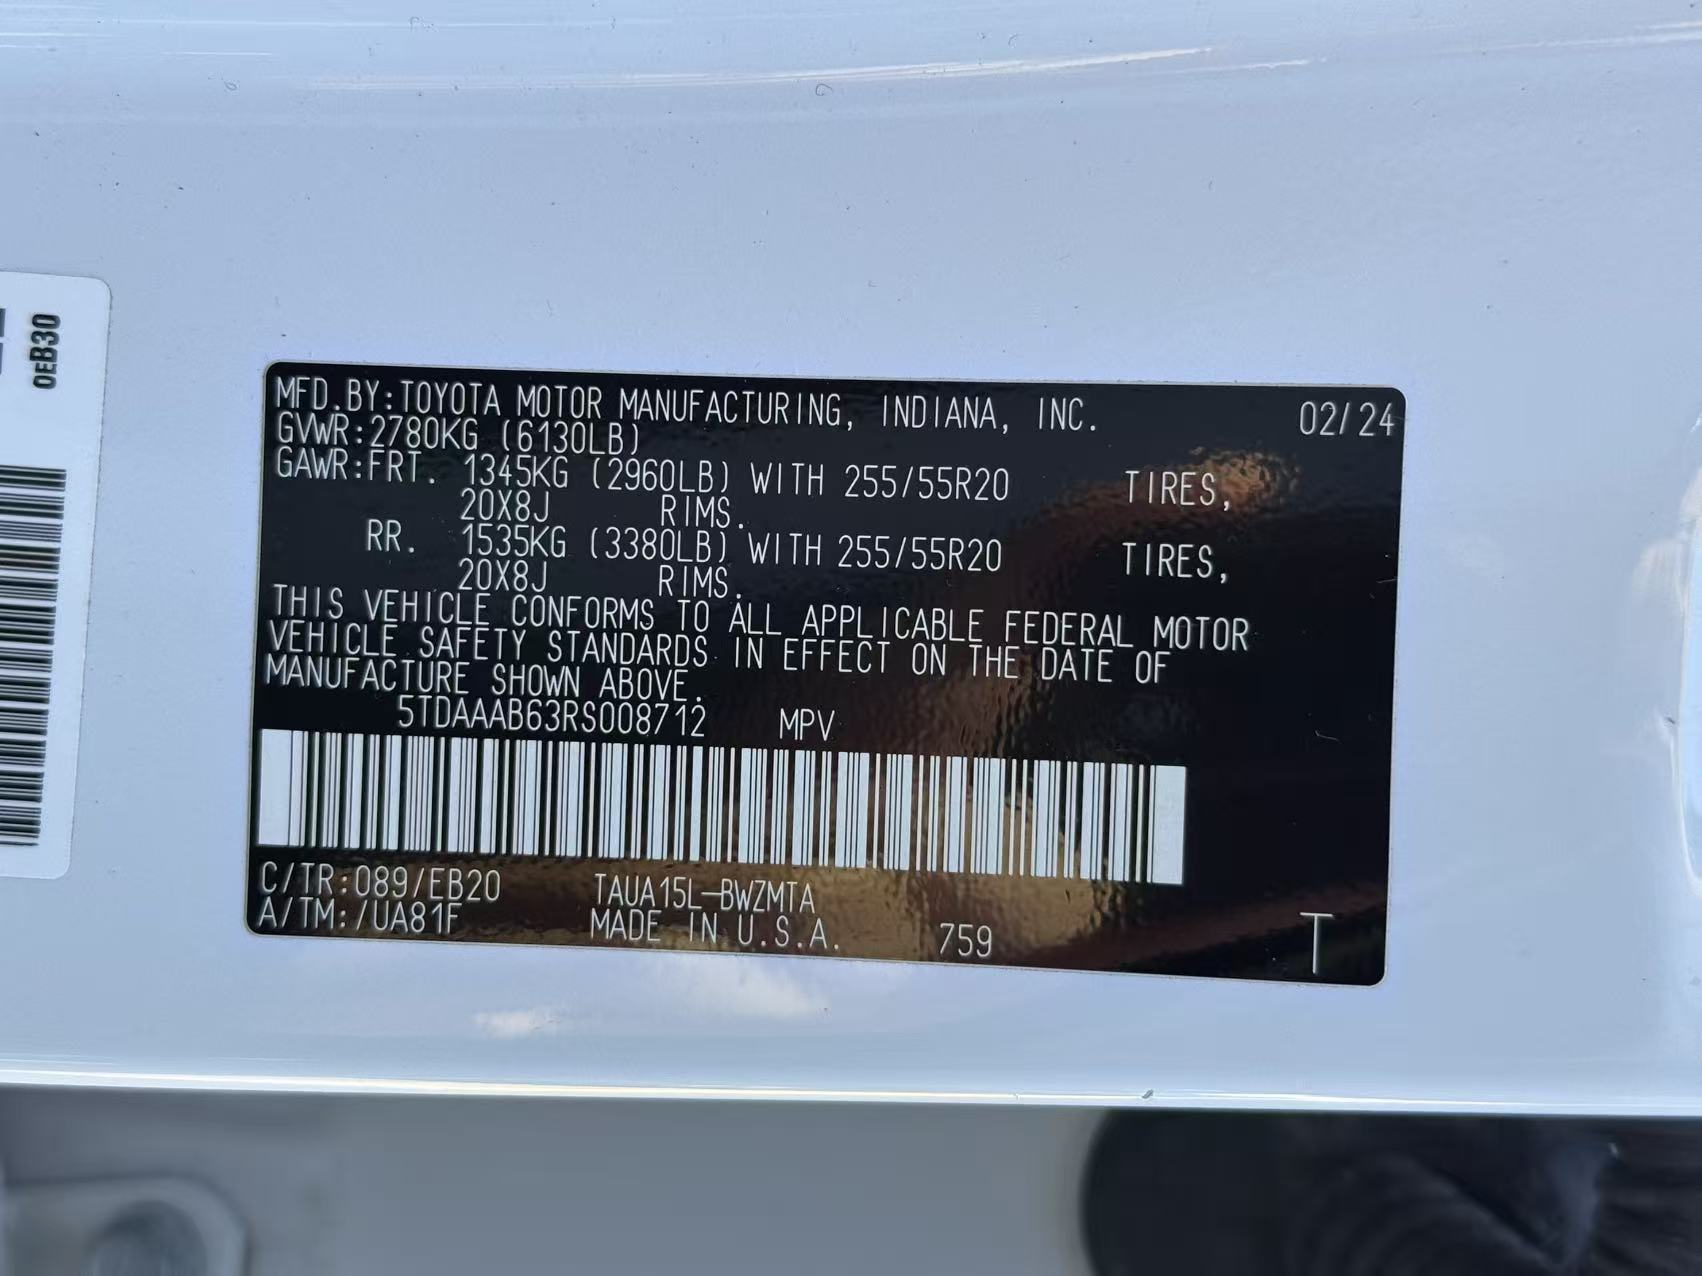 0EB30
MFD.BY:TOYOTA MOTOR MANUFACTURING, INDIANA, INC. 02/24
GVWR:2780KG (6130LB)
GAWR:FRT. 1345KG (2960LB) WITH 255/55R20 TIRES,
20X8J RIMS.
RR. 1535KG (3380LB) WITH 255/55R20 TIRES,
20X8J RIMS.
THIS VEHICLE CONFORMS TO ALL APPLICABLE FEDERAL MOTOR
VEHICLE SAFETY STANDARDS IN EFFECT ON THE DATE OF
MANUFACTURE SHOWN ABOVE.
5TDAAAB63RS008712 MPV
C/TR:089/EB20 TAUA15L-BWZMTA
A/TM:/UA81F MADE IN U.S.A. 759 T